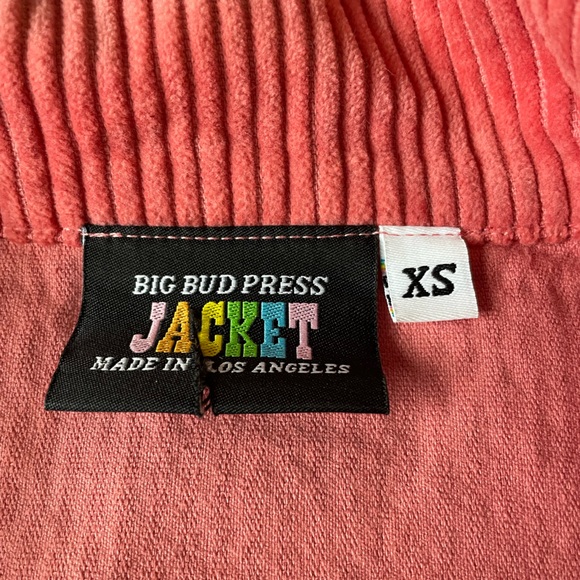 BIG BUD PRESS
JACKET
MADE IN LOS ANGELES
XS